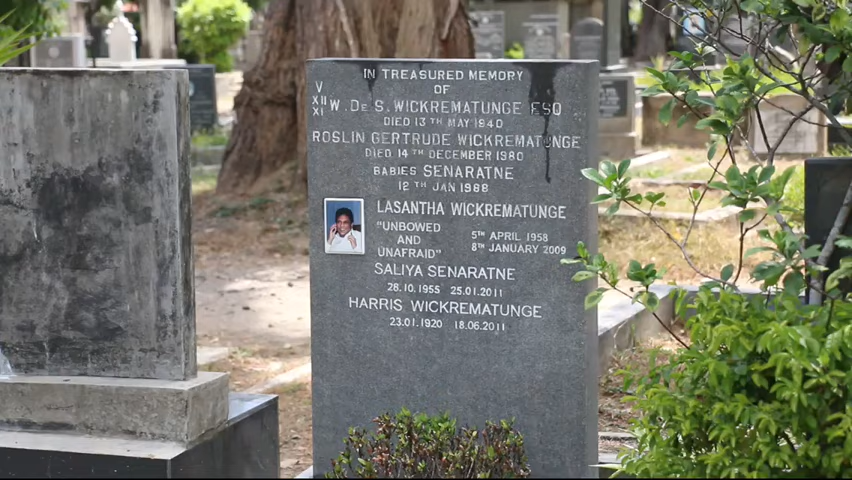 IN TREASURED MEMORY
OF
V
XII
XI
W. DE S. WICKREMATUNGE ESQ
DIED 13TH MAY 1940
ROSLIN GERTRUDE WICKREMATUNGE
DIED 14TH DECEMBER 1980
BABIES SENARATNE
12TH JAN 1988
LASANTHA WICKREMATUNGE
"UNBOWED
AND
UNAFRAID"
5TH APRIL 1958
8TH JANUARY 2009
SALIYA SENARATNE
28.10.1955 25.01.2011
HARRIS WICKREMATUNGE
23.01.1920 18.06.2011